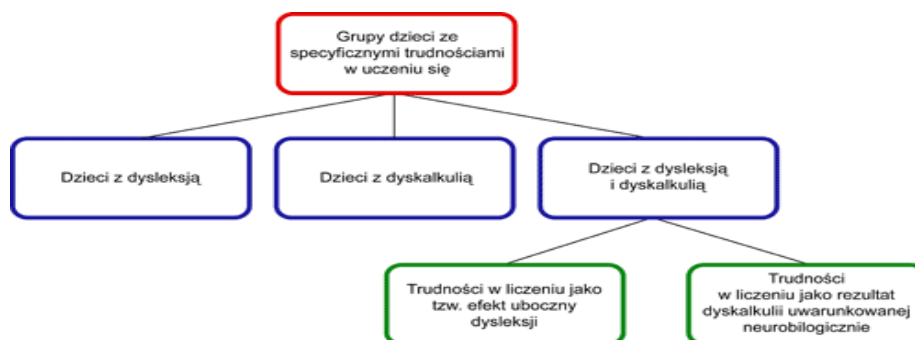 Grupy dzieci ze
specyficznymi trudnościami
w uczeniu się
Dzieci z dysleksją
Dzieci z dyskalkulią
Dzieci z dysleksją
i dyskalkulią
Trudności w liczeniu jako
tzw. efekt uboczny
dysleksji
Trudności
w liczeniu jako rezultat
dyskalkulii uwarunkowanej
neurobilogicznie